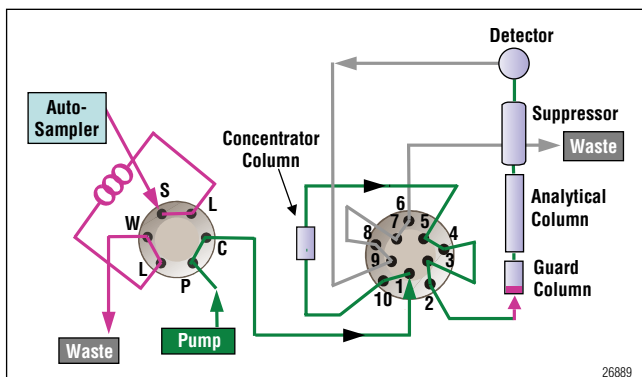 Detector
Auto-
Sampler
Concentrator
Column
Suppressor
Waste
S
L
W
C
L
P
6
7
5
8
4
9
3
1
2
10
Analytical
Column
Guard
Column
Waste
Pump
26889